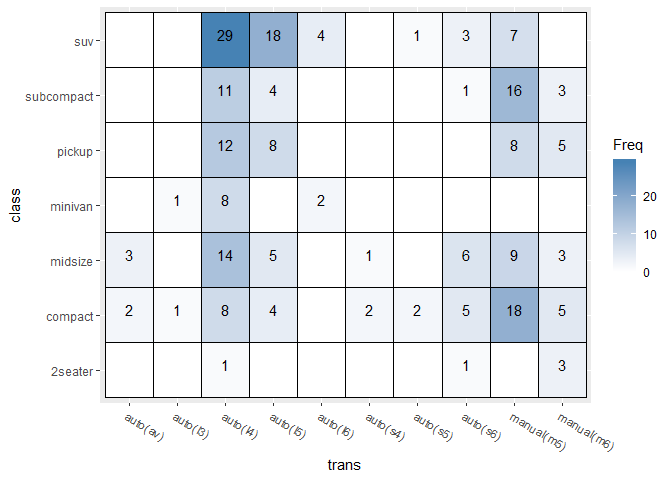 suv 29 18 4 1 3 7
subcompact 11 4 1 16 3
Freq
pickup 12 8 8 5
20
minivan 1 8 2
10
midsize 3 14 5 1 6 9 3
0
compact 2 1 8 4 2 2 5 18 5
2seater 1 1 3
class
auto(av) auto(l3) auto(l4) auto(l5) auto(l6) auto(s4) auto(s5) auto(s6) manual(m5) manual(m6)
trans